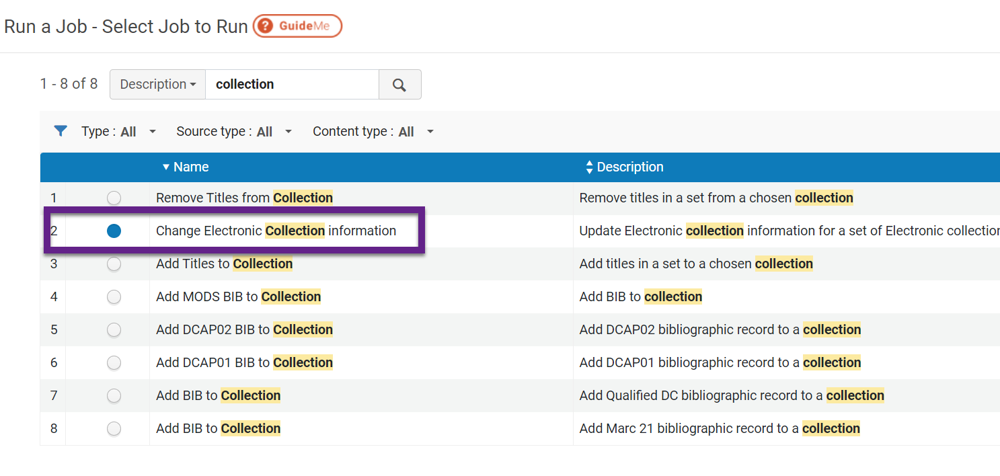 Run a Job - Select Job to Run ? GuideMe
1 - 8 of 8 Description collection
Type : All Source type : All Content type : All
Name Description
1 Remove Titles from Collection Remove titles in a set from a chosen collection
2 Change Electronic Collection information Update Electronic collection information for a set of Electronic collection
3 Add Titles to Collection Add titles in a set to a chosen collection
4 Add MODS BIB to Collection Add BIB to collection
5 Add DCAP02 BIB to Collection Add DCAP02 bibliographic record to a collection
6 Add DCAP01 BIB to Collection Add DCAP01 bibliographic record to a collection
7 Add BIB to Collection Add Qualified DC bibliographic record to a collection
8 Add BIB to Collection Add Marc 21 bibliographic record to a collection